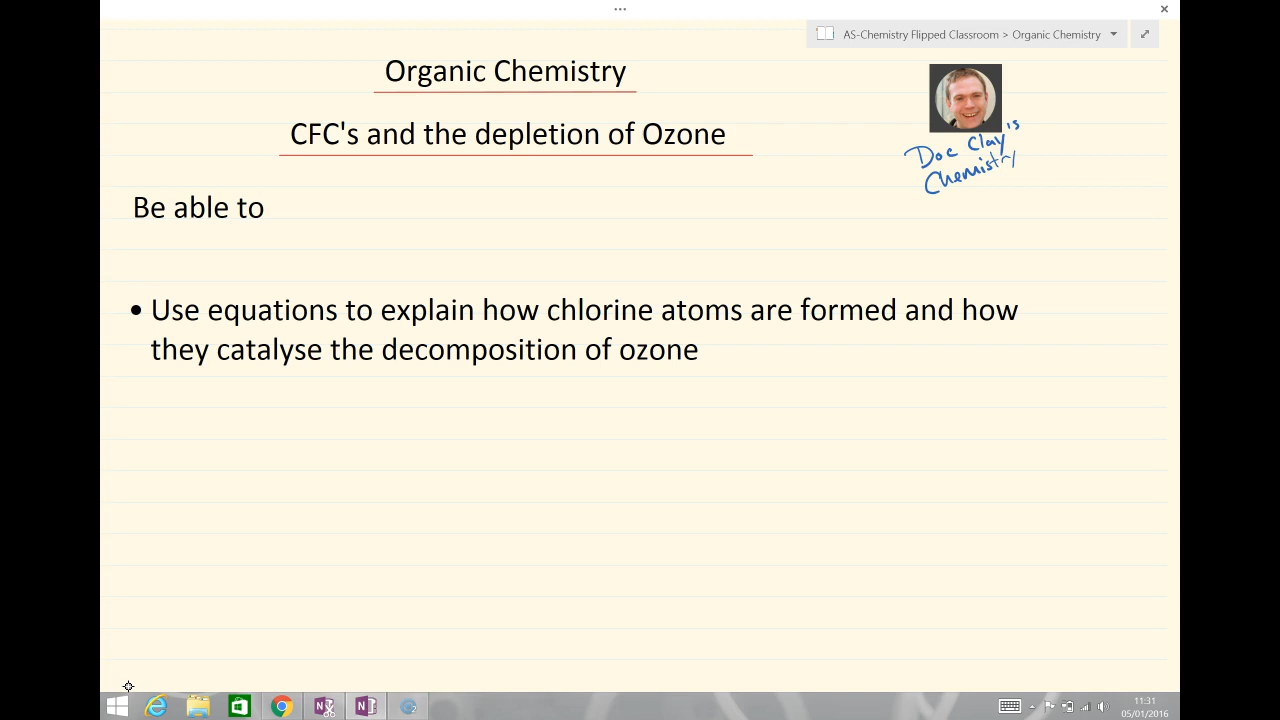 AS-Chemistry Flipped Classroom > Organic Chemistry
Organic Chemistry
CFC's and the depletion of Ozone
Doc Clay's
Chemistry
Be able to
• Use equations to explain how chlorine atoms are formed and how
they catalyse the decomposition of ozone
11:31
05/01/2016